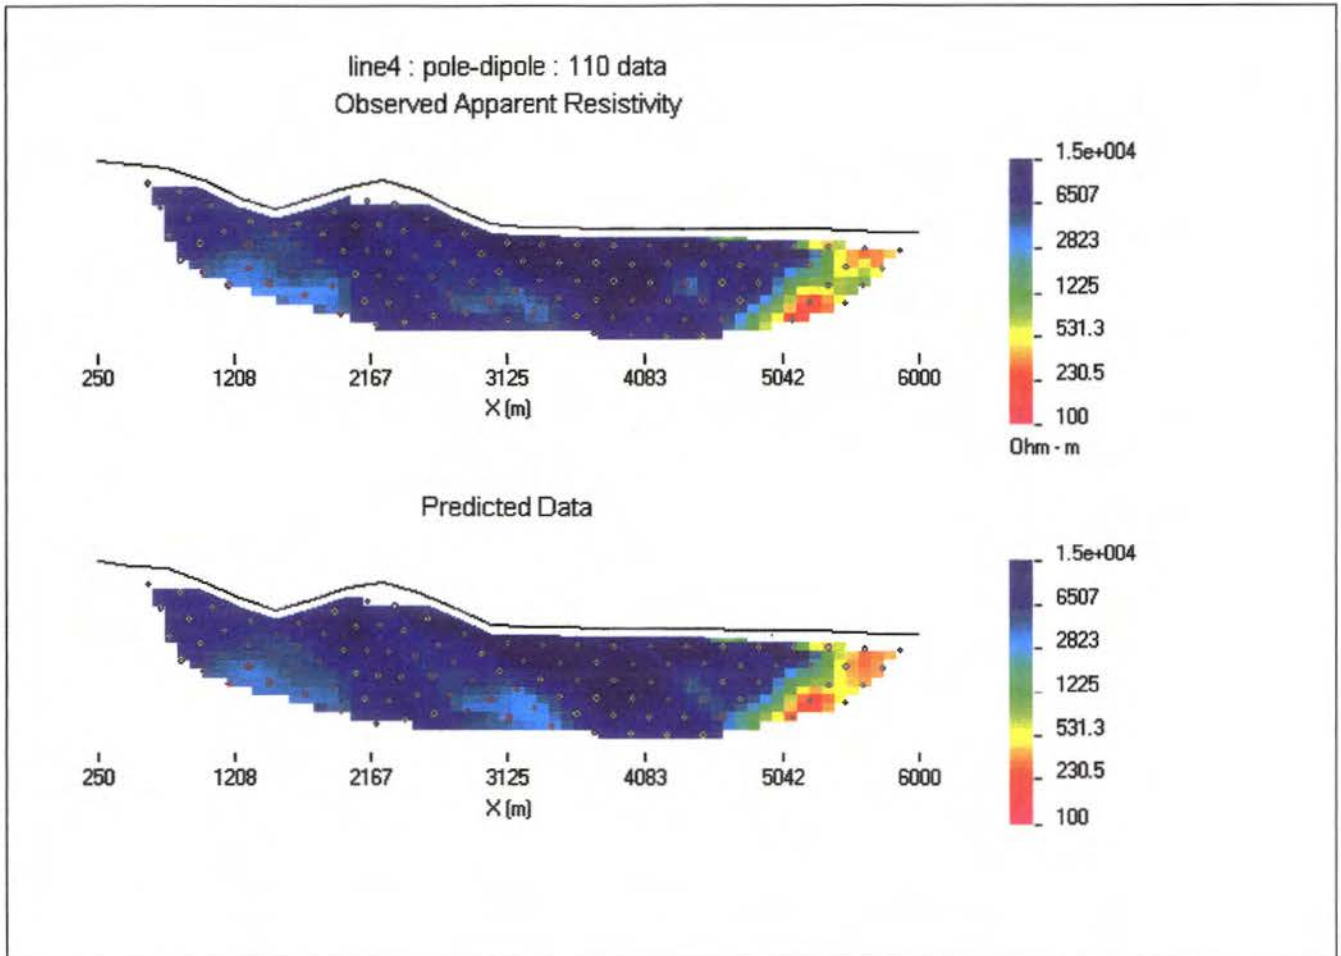 line4 : pole-dipole : 110 data
Observed Apparent Resistivity
1.5e+004
6507
2823
1225
531.3
230.5
100
Ohm - m
250 1208 2167 3125 4083 5042 6000
X (m)
Predicted Data
1.5e+004
6507
2823
1225
531.3
230.5
100
250 1208 2167 3125 4083 5042 6000
X (m)